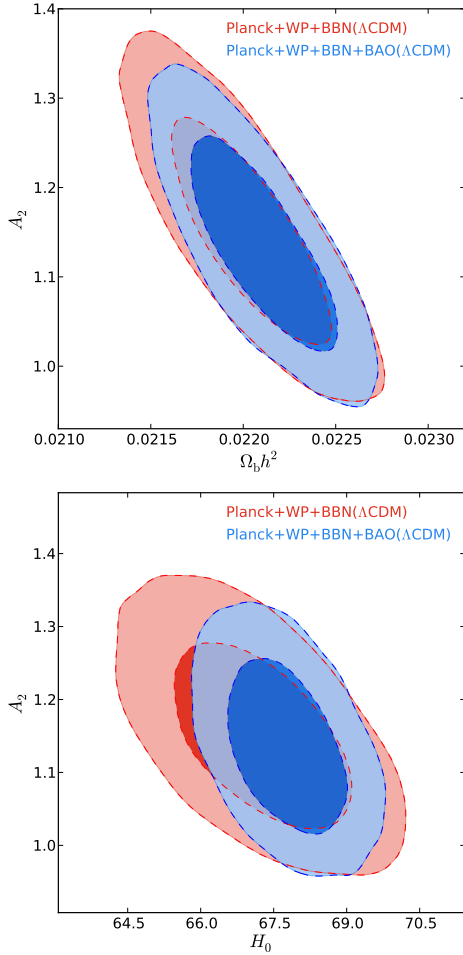 Planck+WP+BBN(ΛCDM)
Planck+WP+BBN+BAO(ΛCDM)
1.4
1.3
1.2
1.1
1.0
A₂
0.0210 0.0215 0.0220 0.0225 0.0230
Ω_b h²
Planck+WP+BBN(ΛCDM)
Planck+WP+BBN+BAO(ΛCDM)
1.4
1.3
1.2
1.1
1.0
A₂
64.5 66.0 67.5 69.0 70.5
H₀